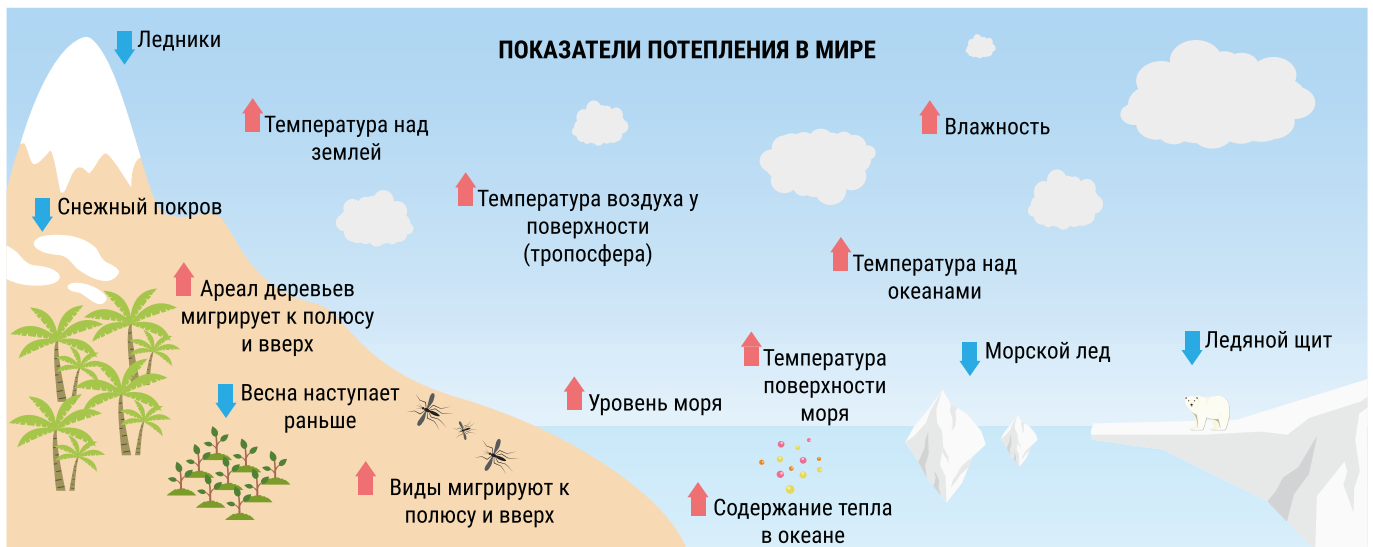 ПОКАЗАТЕЛИ ПОТЕПЛЕНИЯ В МИРЕ
Ледники
Температура над
землей
Влажность
Снежный покров
Температура воздуха у
поверхности
(тропосфера)
Температура над
океанами
Ареал деревьев
мигрирует к полюсу
и вверх
Весна наступает
раньше
Уровень моря
Температура
поверхности
моря
Морской лед
Ледяной щит
Виды мигрируют к
полюсу и вверх
Содержание тепла
в океане